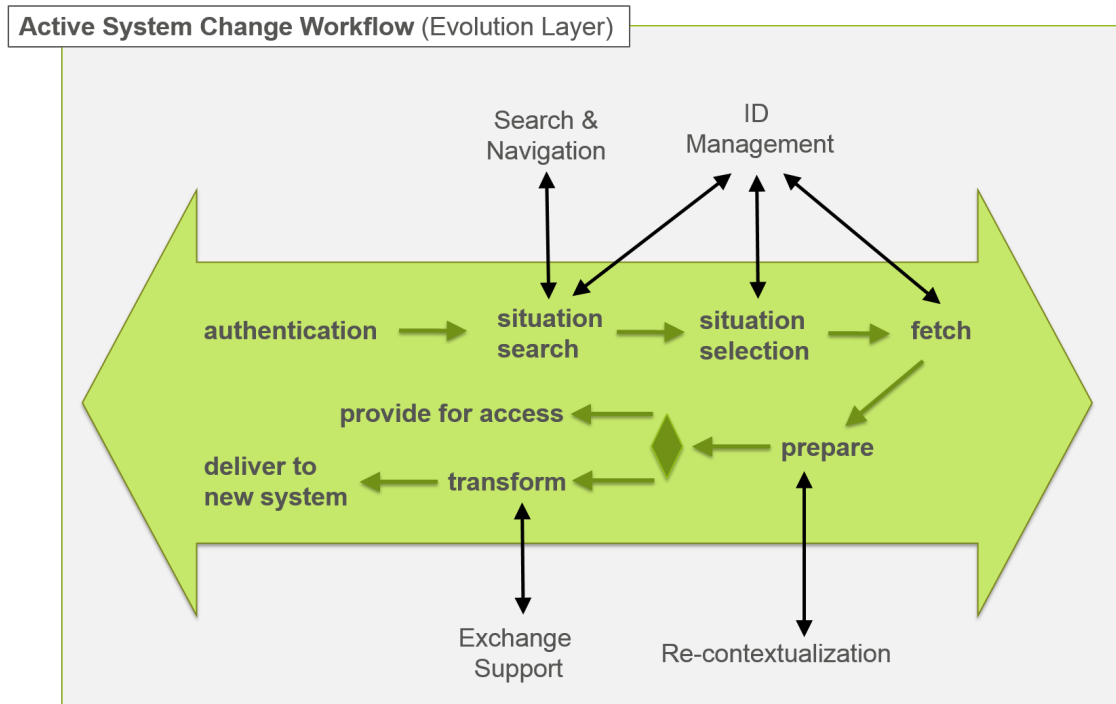 Active System Change Workflow (Evolution Layer)
Search &
Navigation
ID
Management
authentication
situation
search
situation
selection
fetch
provide for access
prepare
deliver to
new system
transform
Exchange
Support
Re-contextualization